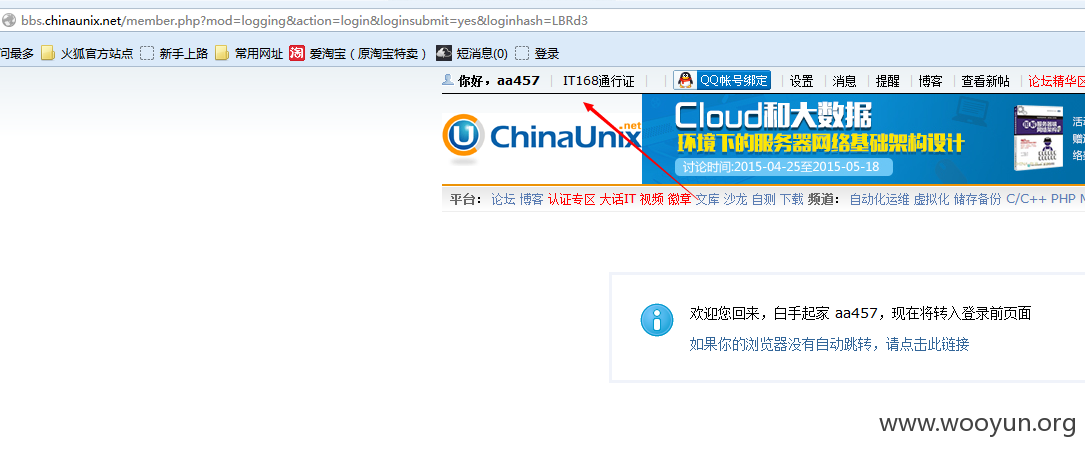 bbs.chinaunix.net/member.php?mod=logging&action=login&loginsubmit=yes&loginhash=LBRd3
问最多 火狐官方站点 新手上路 常用网址 淘 爱淘宝（原淘宝特卖） 短消息(0) 登录
你好，aa457 IT168通行证 QQ帐号绑定 设置 消息 提醒 博客 查看新帖 论坛精华区
ChinaUnix.net
Cloud和大数据
环境下的服务器网络基础架构设计
讨论时间:2015-04-25至2015-05-18
平台： 论坛 博客 认证专区 大话IT 视频 徽章 文库 沙龙 自测 下载 频道： 自动化运维 虚拟化 储存备份 C/C++ PHP
欢迎您回来，白手起家 aa457，现在将转入登录前页面
如果你的浏览器没有自动跳转，请点击此链接
www.wooyun.org